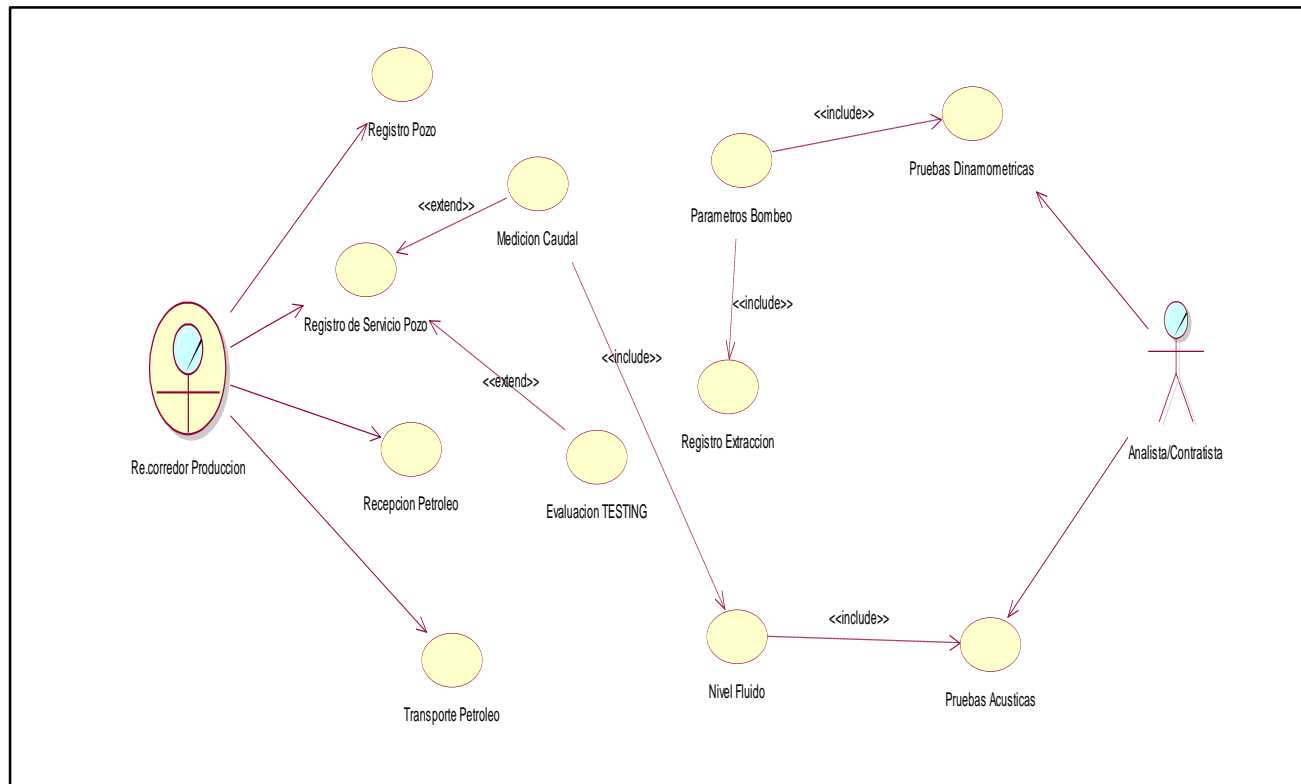 <<include>>
Registro Pozo
Pruebas Dinamometricas
<<extend>>
Parametros Bombeo
Medicion Caudal
<<include>>
Registro de Servicio Pozo
<<include>>
<<extend>>
Registro Extraccion
Analista/Contratista
Re.corredor Produccion
Recepcion Petroleo
Evaluacion TESTING
<<include>>
Nivel Fluido
Pruebas Acusticas
Transporte Petroleo